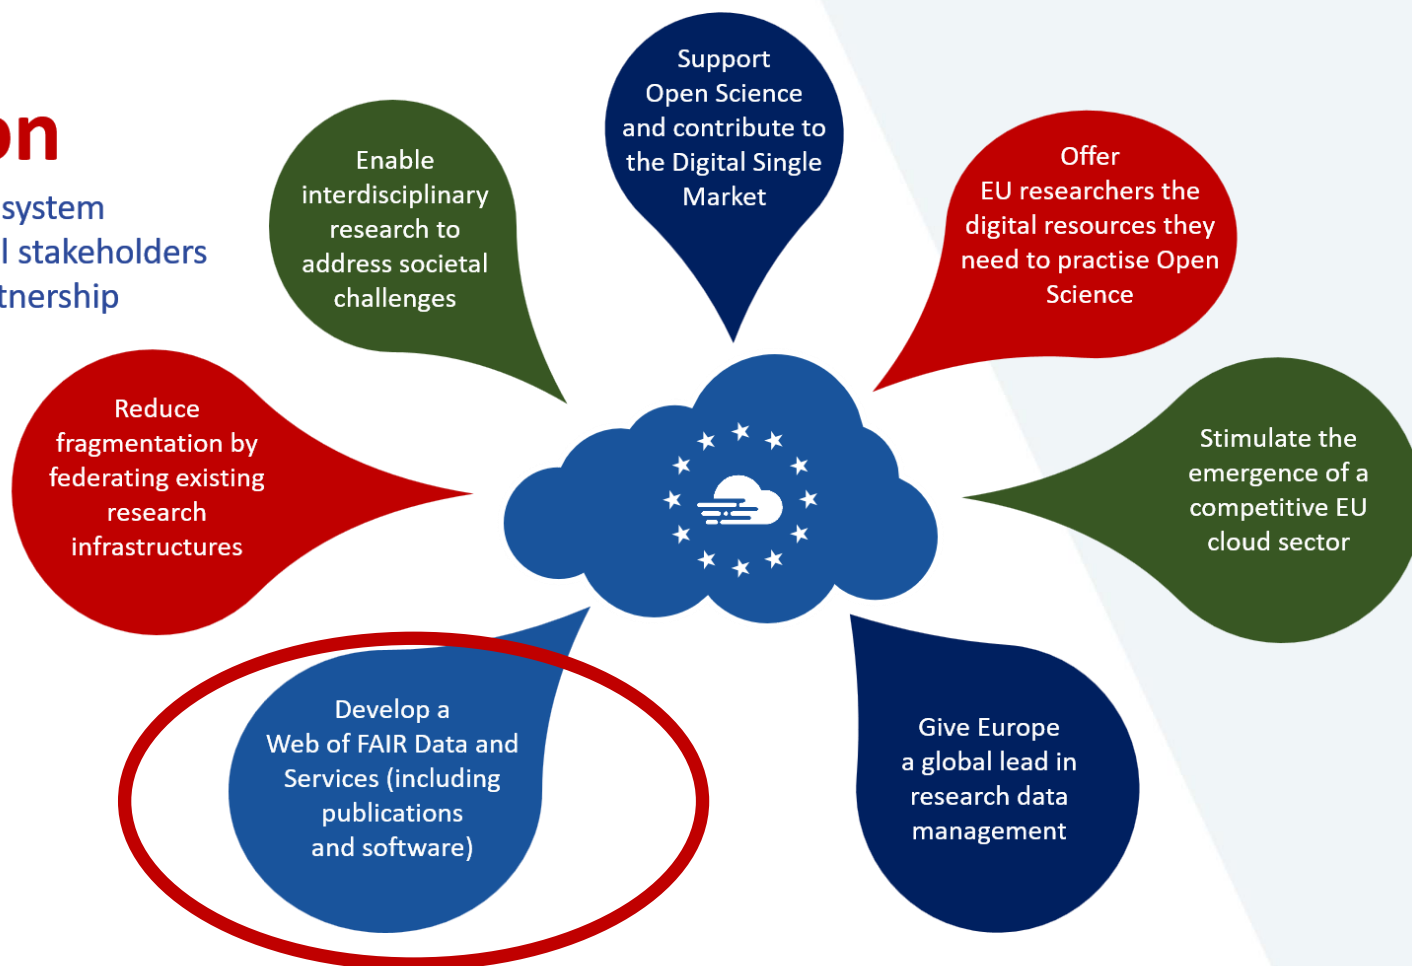 on
system
l stakeholders
tnership
Support
Open Science
and contribute to
the Digital Single
Market
Enable
interdisciplinary
research to
address societal
challenges
Offer
EU researchers the
digital resources they
need to practise Open
Science
Reduce
fragmentation by
federating existing
research
infrastructures
Stimulate the
emergence of a
competitive EU
cloud sector
Develop a
Web of FAIR Data and
Services (including
publications
and software)
Give Europe
a global lead in
research data
management